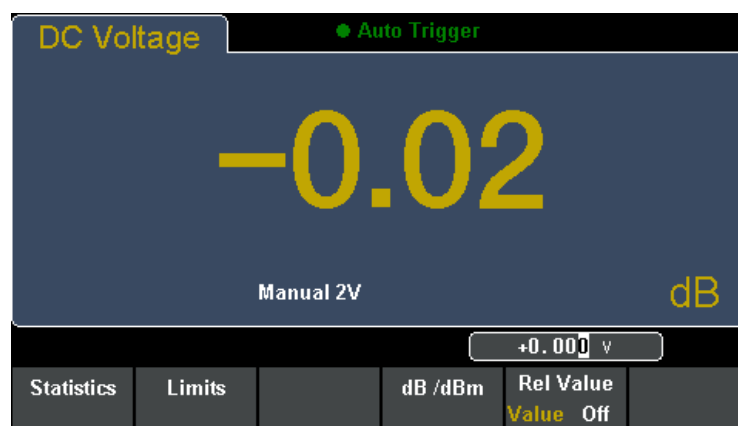 DC Voltage
Auto Trigger
−0.02
Manual 2V
dB
+0.000 V
Statistics
Limits
dB /dBm
Rel Value
Value Off